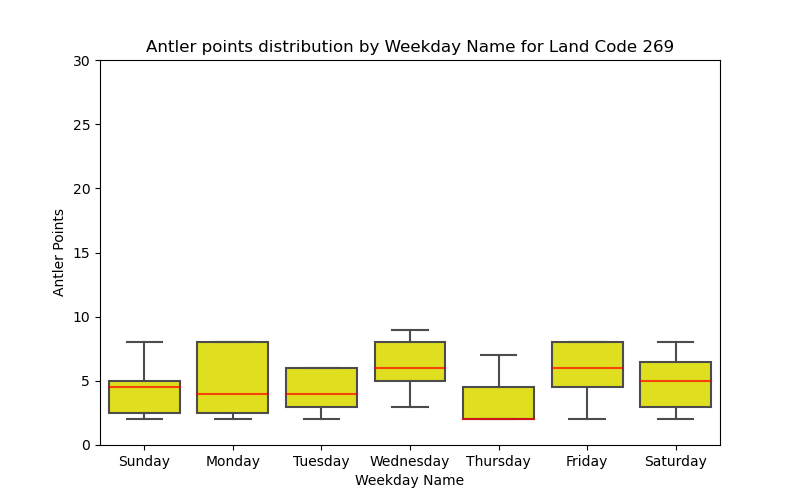 Antler points distribution by Weekday Name for Land Code 269
Antler Points
30
25
20
15
10
5
0
Sunday Monday Tuesday Wednesday Thursday Friday Saturday
Weekday Name